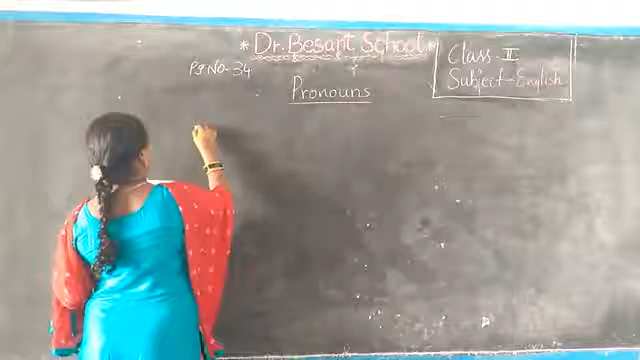 * Dr. Besant School *
Pg No - 34
Pronouns
Class - II
Subject - English